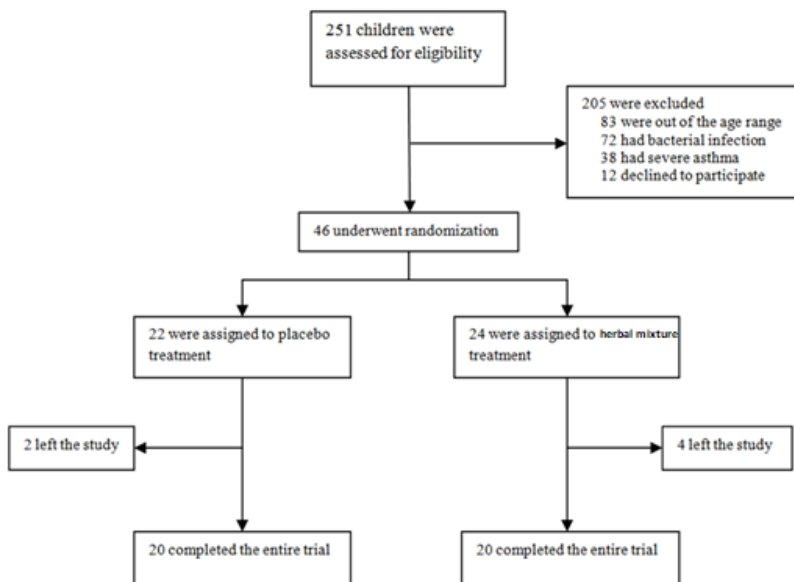 251 children were
assessed for eligibility
205 were excluded
83 were out of the age range
72 had bacterial infection
38 had severe asthma
12 declined to participate
46 underwent randomization
22 were assigned to placebo
treatment
24 were assigned to herbal mixture
treatment
2 left the study
4 left the study
20 completed the entire trial
20 completed the entire trial